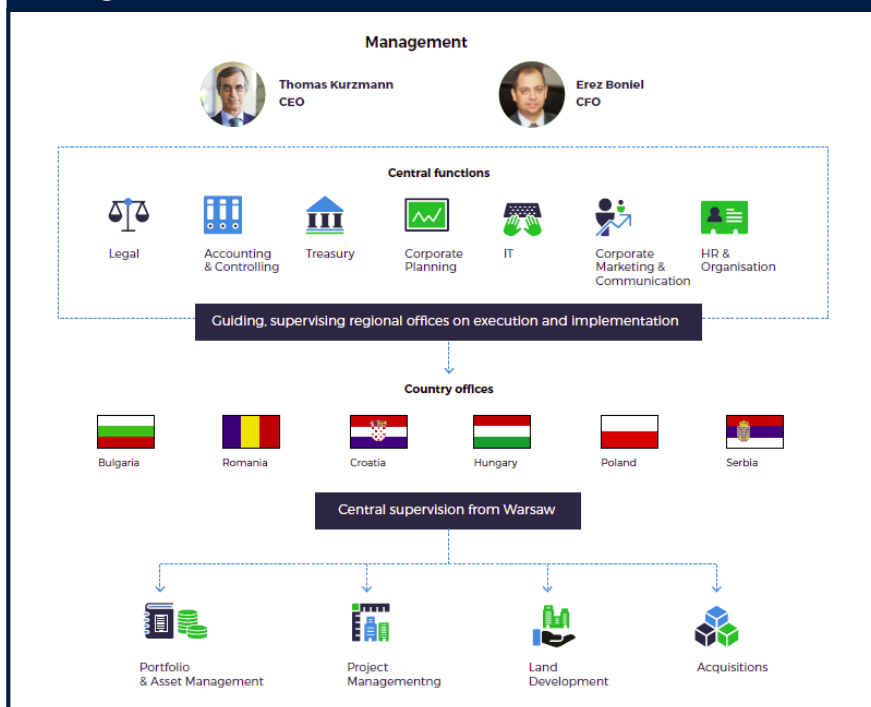 Management
Thomas Kurzmann
CEO
Erez Boniel
CFO
Central functions
Legal
Accounting
& Controlling
Treasury
Corporate
Planning
IT
Corporate
Marketing &
Communication
HR &
Organisation
Guiding, supervising regional offices on execution and implementation
Country offices
Bulgaria
Romania
Croatia
Hungary
Poland
Serbia
Central supervision from Warsaw
Portfolio
& Asset Management
Project
Managementng
Land
Development
Acquisitions